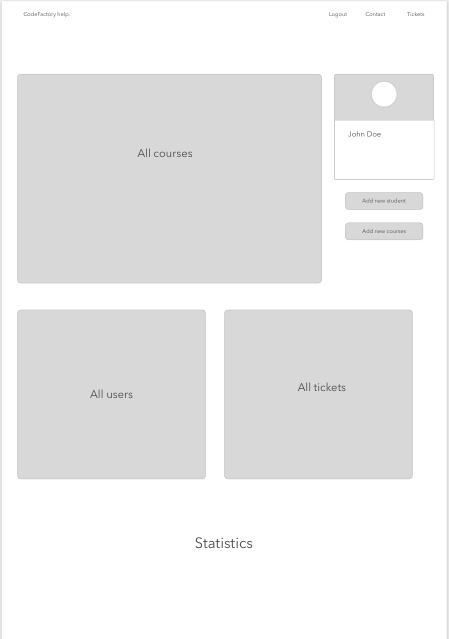 CodeFactory help.
Logout
Contact
Tickets
All courses
John Doe
Add new student
Add new courses
All users
All tickets
Statistics